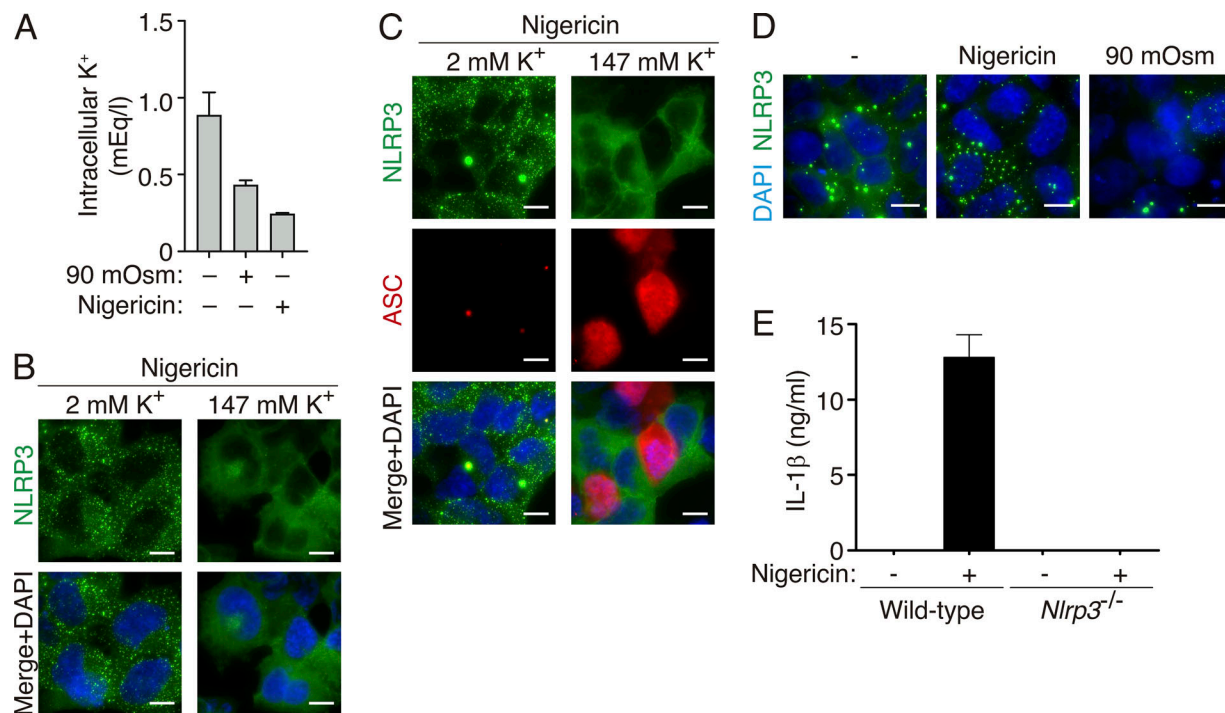 A
Intracellular K⁺
(mEq/l)
1.5
1.0
0.5
0
90 mOsm: – + –
Nigericin: – – +
B
Nigericin
2 mM K⁺ 147 mM K⁺
NLRP3
Merge+DAPI
C
Nigericin
2 mM K⁺ 147 mM K⁺
NLRP3
ASC
Merge+DAPI
D
- Nigericin 90 mOsm
DAPI NLRP3
E
IL-1β (ng/ml)
15
10
5
0
Nigericin: - + - +
Wild-type Nlrp3⁻/⁻